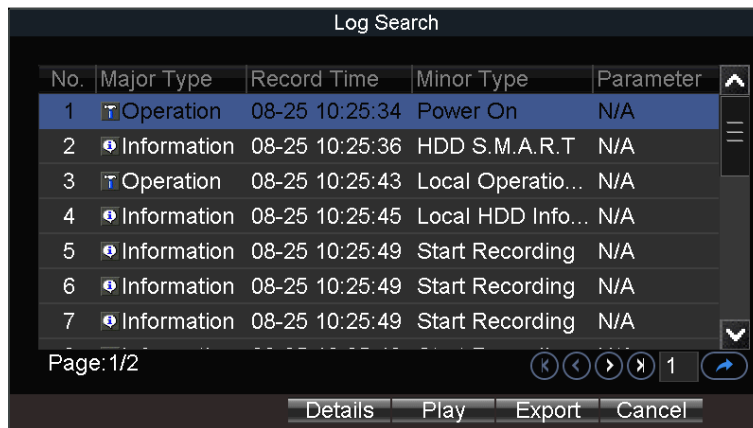 Log Search
No. Major Type Record Time Minor Type Parameter
1 Operation 08-25 10:25:34 Power On N/A
2 Information 08-25 10:25:36 HDD S.M.A.R.T N/A
3 Operation 08-25 10:25:43 Local Operatio... N/A
4 Information 08-25 10:25:45 Local HDD Info... N/A
5 Information 08-25 10:25:49 Start Recording N/A
6 Information 08-25 10:25:49 Start Recording N/A
7 Information 08-25 10:25:49 Start Recording N/A
Page:1/2 1
Details Play Export Cancel